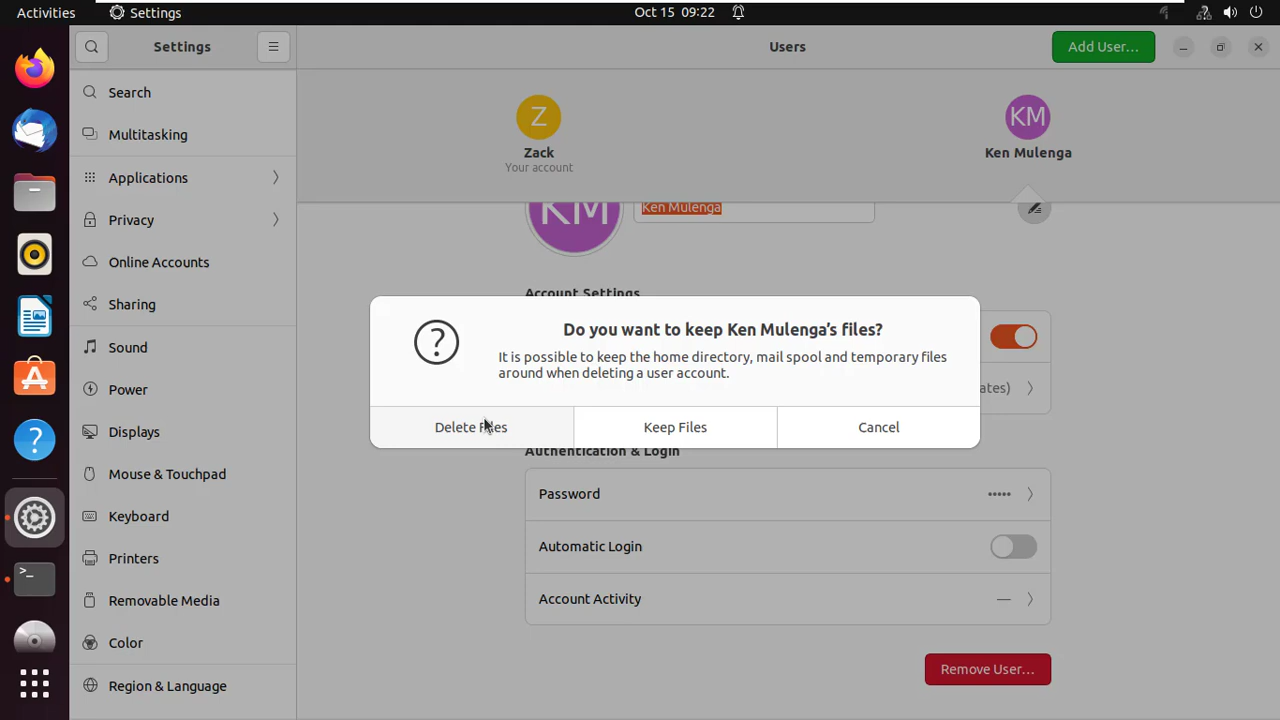 Activities
Settings
Oct 15 09:22
Settings
Users
Add User...
Search
Multitasking
Applications
Privacy
Online Accounts
Sharing
Sound
Power
Displays
Mouse & Touchpad
Keyboard
Printers
Removable Media
Color
Region & Language
Z
Zack
Your account
KM
Ken Mulenga
KM
Ken Mulenga
Account Settings
ates)
Do you want to keep Ken Mulenga's files?
It is possible to keep the home directory, mail spool and temporary files
around when deleting a user account.
Delete Files
Keep Files
Cancel
Authentication & Login
Password
•••••
Automatic Login
Account Activity
—
Remove User...